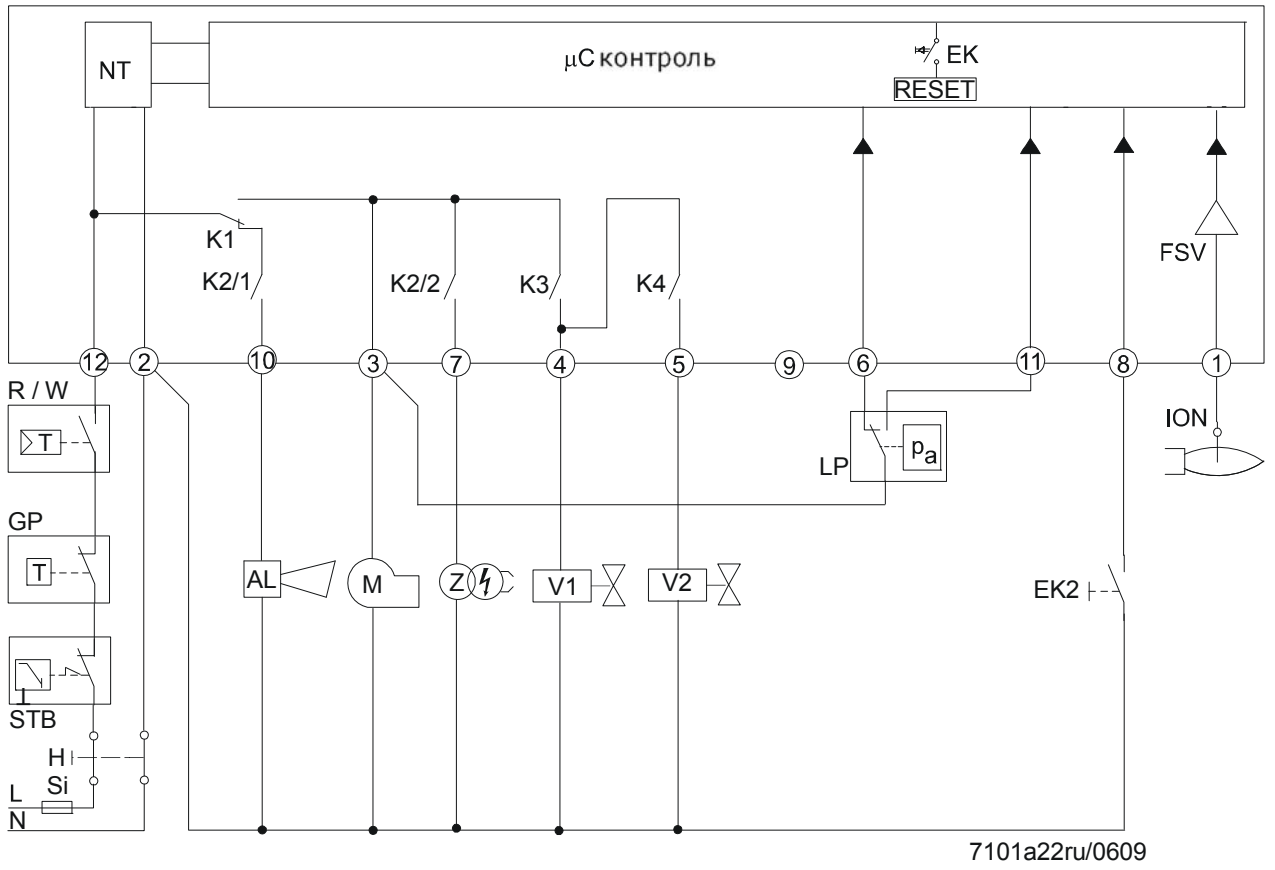 NT
μC контроль
EK
RESET
K1
K2/1
K2/2
K3
K4
FSV
12
2
10
3
7
4
5
9
6
11
8
1
R / W
T
LP
pa
ION
GP
T
AL
M
Z
V1
V2
EK2
STB
H
Si
L
N
7101a22ru/0609